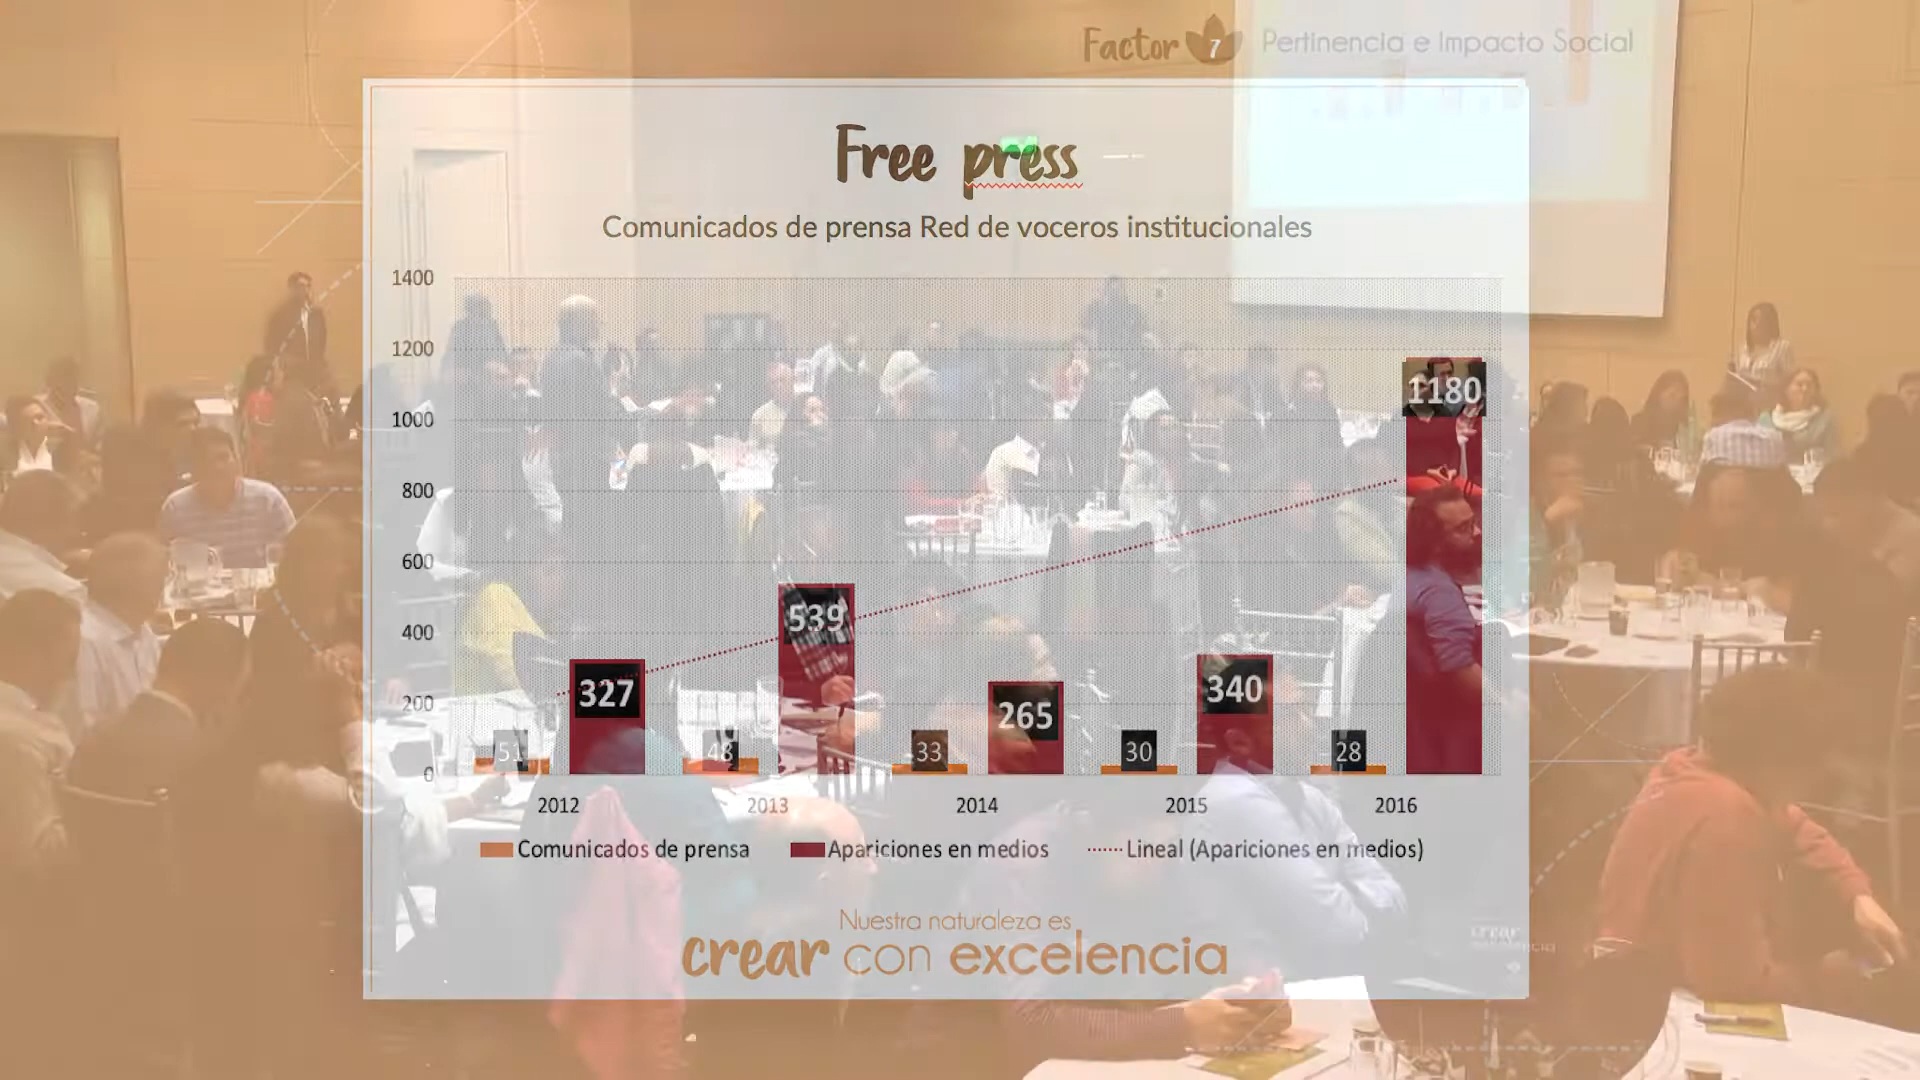 Factor 7 Pertinencia e Impacto Social
Free press
Comunicados de prensa Red de voceros institucionales
1400
1200
1000
800
600
400
200
0
51 327 48 539 33 265 30 340 28 1180
2012 2013 2014 2015 2016
Comunicados de prensa Apariciones en medios Lineal (Apariciones en medios)
Nuestra naturaleza es
crear con excelencia
crear